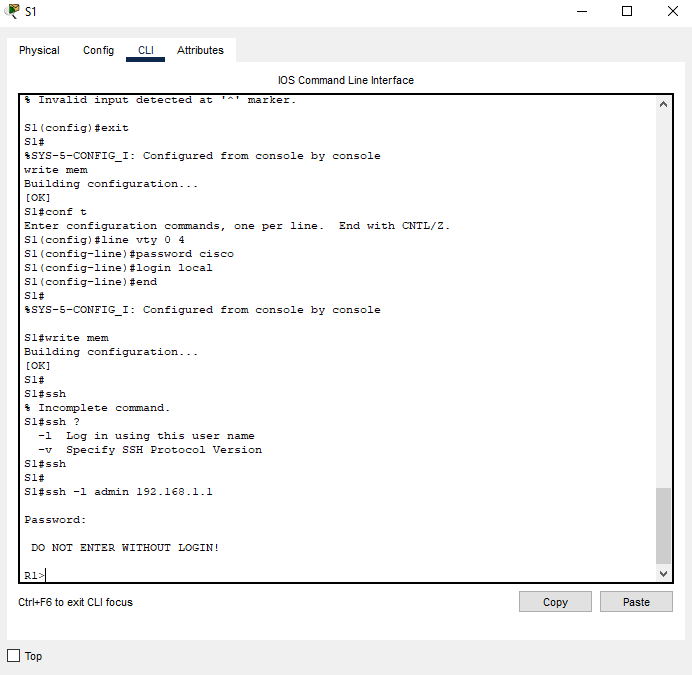 S1
Physical Config CLI Attributes
IOS Command Line Interface
% Invalid input detected at '^' marker.
S1(config)#exit
S1#
%SYS-5-CONFIG_I: Configured from console by console
write mem
Building configuration...
[OK]
S1#conf t
Enter configuration commands, one per line.  End with CNTL/Z.
S1(config)#line vty 0 4
S1(config-line)#password cisco
S1(config-line)#login local
S1(config-line)#end
S1#
%SYS-5-CONFIG_I: Configured from console by console
S1#write mem
Building configuration...
[OK]
S1#
S1#ssh
% Incomplete command.
S1#ssh ?
  -l  Log in using this user name
  -v  Specify SSH Protocol Version
S1#ssh
S1#
S1#ssh -l admin 192.168.1.1
Password:
 DO NOT ENTER WITHOUT LOGIN!
R1>
Ctrl+F6 to exit CLI focus
Copy Paste
Top